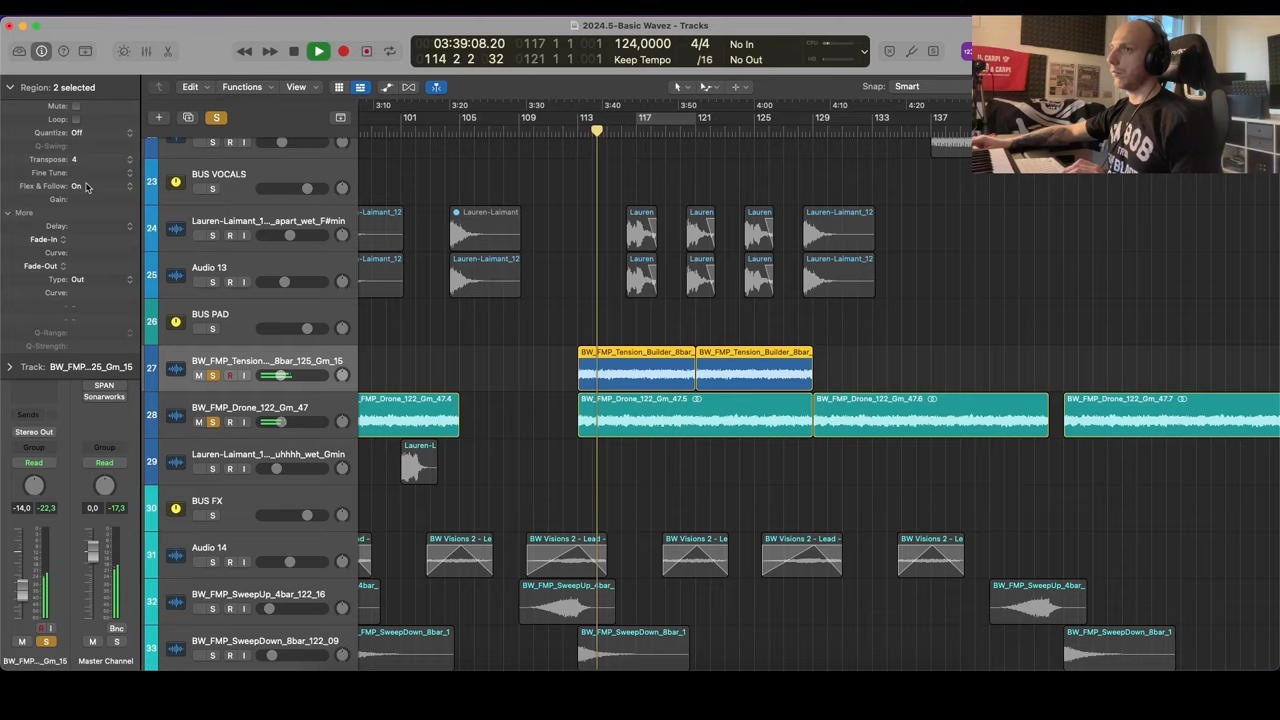 2024.5-Basic Wavez - Tracks
03:39:08.20
0117 1 1 001
124,0000
4/4
No In
CPU
0114 2 2 32
Keep Tempo
/16
No Out
Region: 2 selected
Edit
Functions
View
Snap:
Smart
Mute:
Loop:
Quantize: Off
Q-Swing:
Transpose: 4
Fine Tune:
Flex & Follow: On
Gain:
More
Delay:
Fade-In
Curve:
Fade-Out
Type: Out
Curve:
Q-Range:
Q-Strength:
Track: BW_FMP...25_Gm_15
3:10
3:20
3:30
3:40
3:50
4:00
4:10
4:20
101
105
109
113
117
121
125
129
133
137
S
23
BUS VOCALS
S
24
Lauren-Laimant_1..._apart_wet_F#min
S R I
-Laimant_12
Lauren-Laimant
Lauren
Lauren
Lauren
Lauren-Laimant_12
25
Audio 13
S R I
-Laimant_12
Lauren-Laimant_12
Lauren
Lauren
Lauren
Lauren-Laimant_12
26
BUS PAD
S
27
BW_FMP_Tension..._8bar_125_Gm_15
M S R I
BW_FMP_Tension_Builder_8bar_
BW_FMP_Tension_Builder_8bar_
28
BW_FMP_Drone_122_Gm_47
M S R I
_FMP_Drone_122_Gm_47.4
BW_FMP_Drone_122_Gm_47.5
BW_FMP_Drone_122_Gm_47.6
BW_FMP_Drone_122_Gm_47.7
29
Lauren-Laimant_1..._uhhhh_wet_Gmin
S R I
Lauren-L
30
BUS FX
S
31
Audio 14
S R I
BW Visions 2 - Le
BW Visions 2 - Lead -
BW Visions 2 - Le
BW Visions 2 - Lead -
BW Visions 2 - Le
32
BW_FMP_SweepUp_4bar_122_16
S R I
BW_FMP_SweepUp_4bar_
BW_FMP_SweepUp_4bar_
33
BW_FMP_SweepDown_8bar_122_09
S R I
_FMP_SweepDown_8bar_1
BW_FMP_SweepDown_8bar_1
BW_FMP_SweepDown_8bar_1
SPAN
Sonarworks
Sends
Stereo Out
Group
Group
Read
Read
-14,0
-22,3
0,0
-17,3
R I
Bnc
M
S
M
S
BW_FMP..._Gm_15
Master Channel